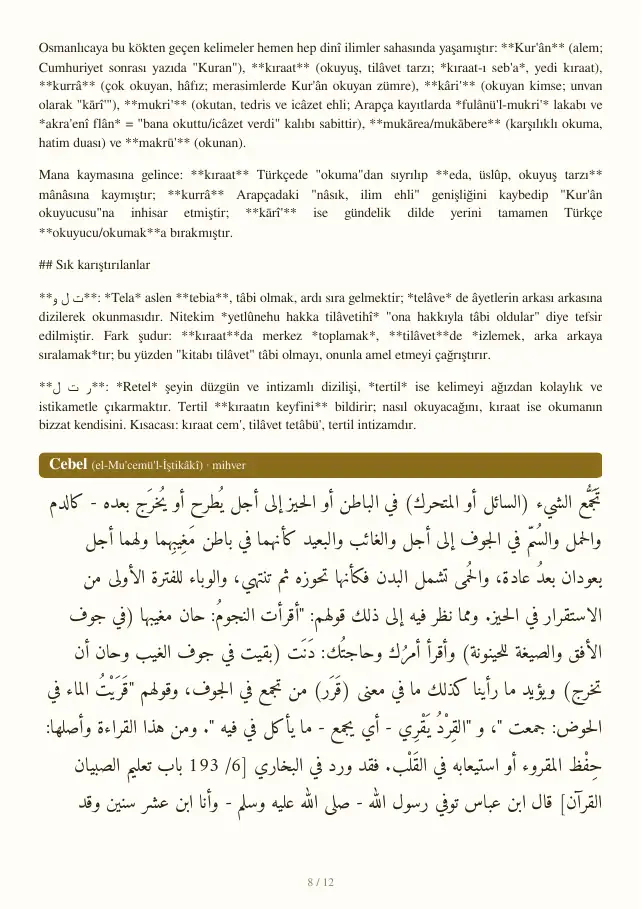 Osmanlıcaya bu kökten geçen kelimeler hemen hep dinî ilimler sahasında yaşamıştır: **Kur'ân** (alem;
Cumhuriyet sonrası yazıda "Kuran"), **kıraat** (okuyuş, tilâvet tarzı; *kıraat-ı seb'a*, yedi kıraat),
**kurrâ** (çok okuyan, hâfız; merasimlerde Kur'ân okuyan zümre), **kâri'** (okuyan kimse; unvan
olarak "kārî'"), **mukri'** (okutan, tedris ve icâzet ehli; Arapça kayıtlarda *fulânü'l-mukri'* lakabı ve
*akra'enî flân* = "bana okuttu/icâzet verdi" kalıbı sabittir), **mukārea/mukābere** (karşılıklı okuma,
hatim duası) ve **makrû'** (okunan).
Mana kaymasına gelince: **kıraat** Türkçede "okuma"dan sıyrılıp **eda, üslûp, okuyuş tarzı**
mânâsına kaymıştır; **kurrâ** Arapçadaki "nâsık, ilim ehli" genişliğini kaybedip "Kur'ân
okuyucusu"na inhisar etmiştir; **kārî'** ise gündelik dilde yerini tamamen Türkçe
**okuyucu/okumak**a bırakmıştır.
## Sık karıştırılanlar
**ت ل و**: *Tela* aslen **tebia**, tâbi olmak, ardı sıra gelmektir; *telâve* de âyetlerin arkası arkasına
dizilerek okunmasıdır. Nitekim *yetlûnehu hakka tilâvetihî* "ona hakkıyla tâbi oldular" diye tefsir
edilmiştir. Fark şudur: **kıraat**da merkez *toplamak*, **tilâvet**de *izlemek, arka arkaya
sıralamak*tır; bu yüzden "kitabı tilâvet" tâbi olmayı, onunla amel etmeyi çağrıştırır.
**ر ت ل**: *Retel* şeyin düzgün ve intizamlı dizilişi, *tertil* ise kelimeyi ağızdan kolaylık ve
istikametle çıkarmaktır. Tertil **kıraatın keyfini** bildirir; nasıl okuyacağını, kıraat ise okumanın
bizzat kendisini. Kısacası: kıraat cem', tilâvet tetâbü', tertil intizamdır.
Cebel (el-Mu'cemü'l-İştikâkî) · mihver
تَجَمُّع الشيء (السائل أو المتحرك) في الباطن أو الحيز إلى أجل يُطرح أو يُخرَج بعده - كالدم
والحمل والسُمّ في الجوف إلى أجل والغائب والبعيد كأنهما في باطن مَغِيبِهما ولهما أجل
يعودان بعدُ عادة، والحُمى تشمل البدن فكأنها تحوزه ثم تنتهي، والوباء للفترة الأولى من
الاستقرار في الحيز. ومما نظر فيه إلى ذلك قولهم: "أقرأت النجومُ: حان مغيبها (في جوف
الأفق والصيغة للحينونة) وأقرأ أمرُك وحاجتُك: دَنَت (بقيت في جوف الغيب وحان أن
تخرج) ويؤيد ما رأينا كذلك ما في معنى (قَرَر) من تجمع في الجوف، وقولهم "قَرَيْتُ الماء في
الحوض: جمعت "، و "القِرْدُ يَقْرِي - أي يجمع - ما يأكل في فيه ". ومن هذا القراءة وأصلها:
حِفْظ المقروء أو استيعابه في القَلْب. فقد ورد في البخاري [6/ 193 باب تعليم الصبيان
القرآن] قال ابن عباس توفي رسول الله - صلى الله عليه وسلم - وأنا ابن عشر سنين وقد
8 / 12